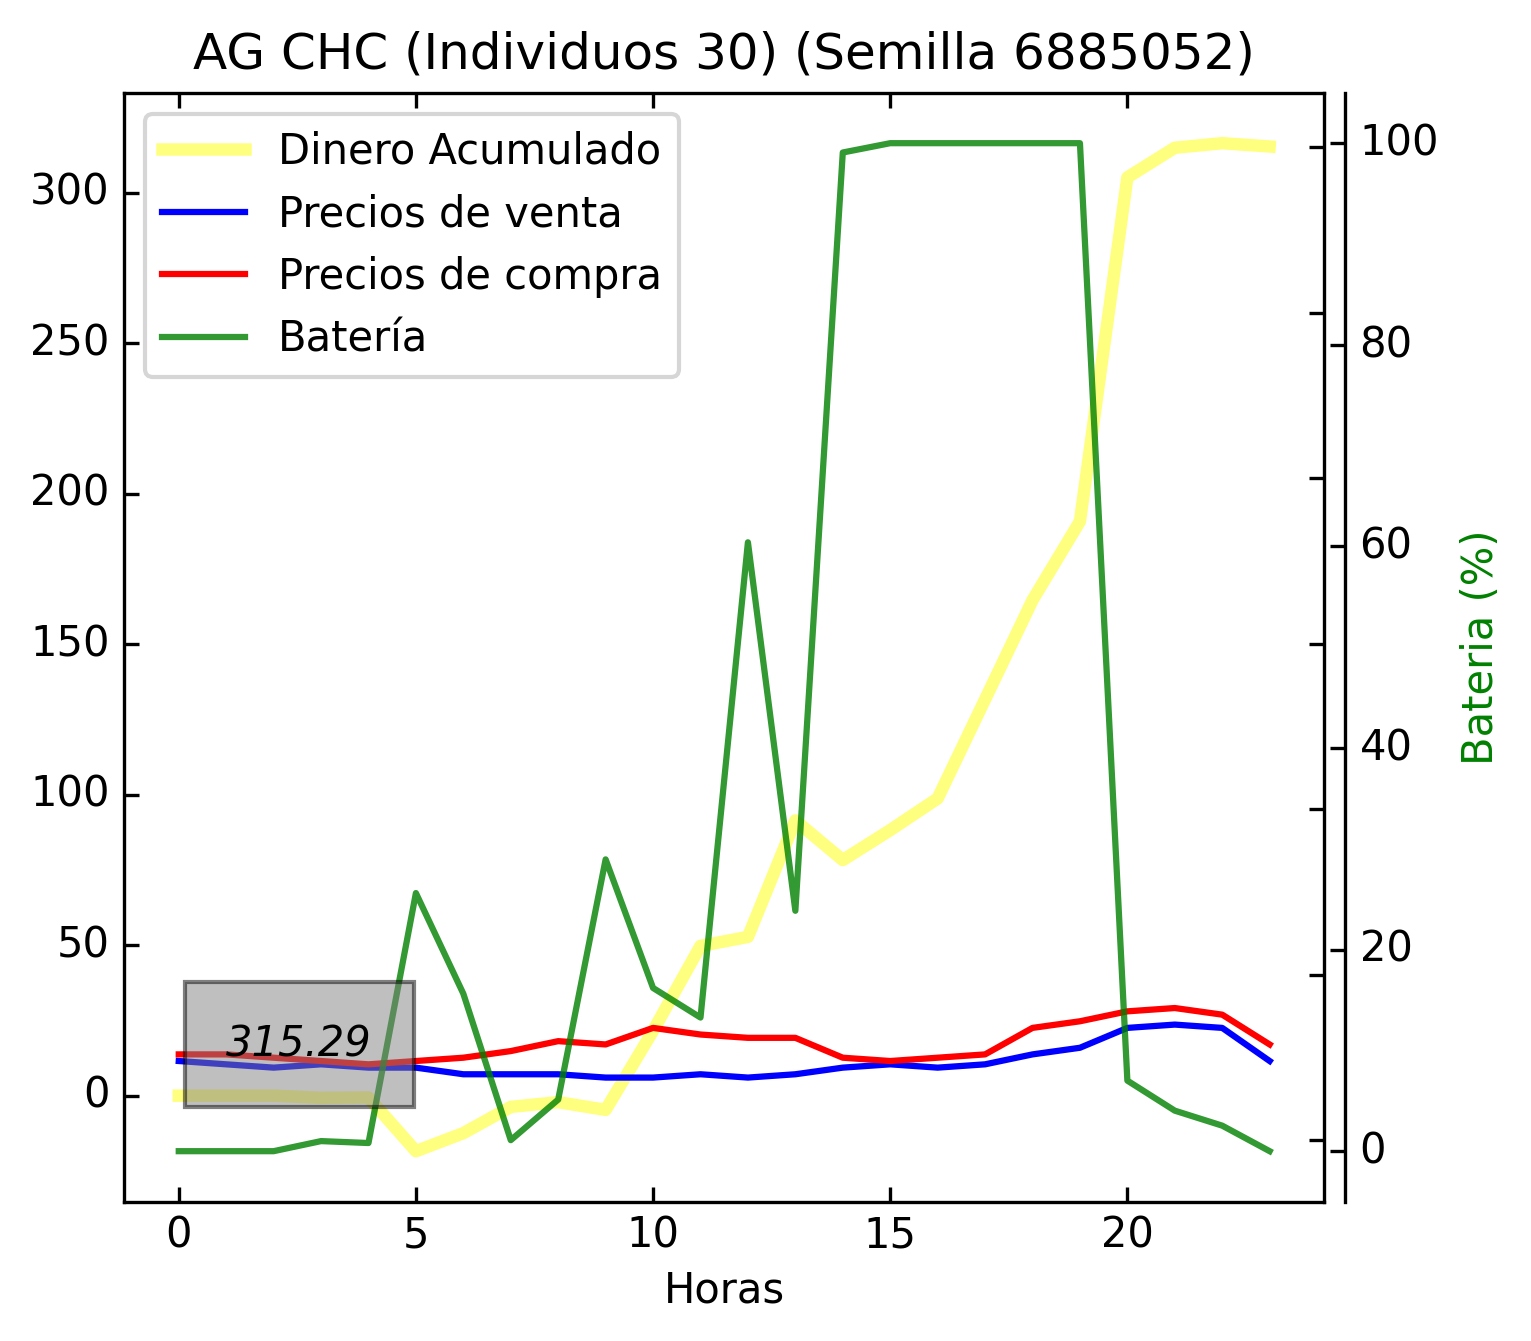 AG CHC (Individuos 30) (Semilla 6885052)
Dinero Acumulado
Precios de venta
Precios de compra
Batería
300
250
200
150
100
50
0
100
80
60
40
20
0
Bateria (%)
315.29
0 5 10 15 20
Horas